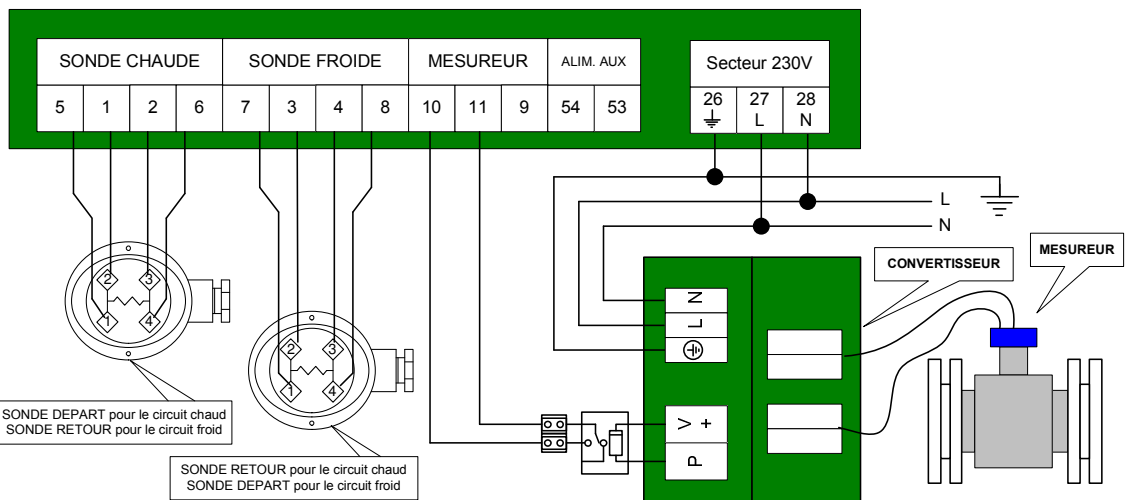 SONDE CHAUDE SONDE FROIDE MESUREUR ALIM. AUX
5 1 2 6 7 3 4 8 10 11 9 54 53
Secteur 230V
26 27 28
L N
L
N
CONVERTISSEUR
MESUREUR
2 3
1 4
2 3
1 4
N
L
V +
P
SONDE DEPART pour le circuit chaud
SONDE RETOUR pour le circuit froid
SONDE RETOUR pour le circuit chaud
SONDE DEPART pour le circuit froid